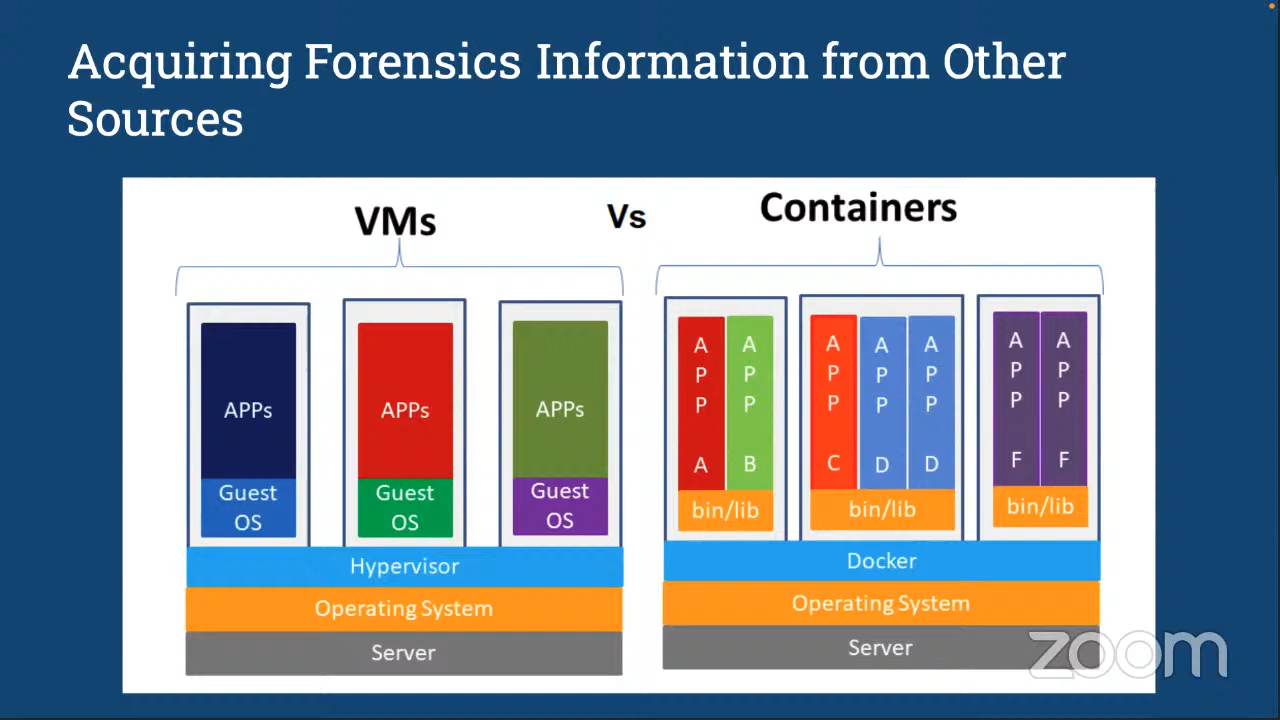 Acquiring Forensics Information from Other
Sources
VMs
Vs
Containers
APPs
Guest
OS
APPs
Guest
OS
APPs
Guest
OS
Hypervisor
Operating System
Server
A
P
P
A
A
P
P
B
bin/lib
A
P
P
C
A
P
P
D
A
P
P
D
bin/lib
A
P
P
F
A
P
P
F
bin/lib
Docker
Operating System
Server
zoom